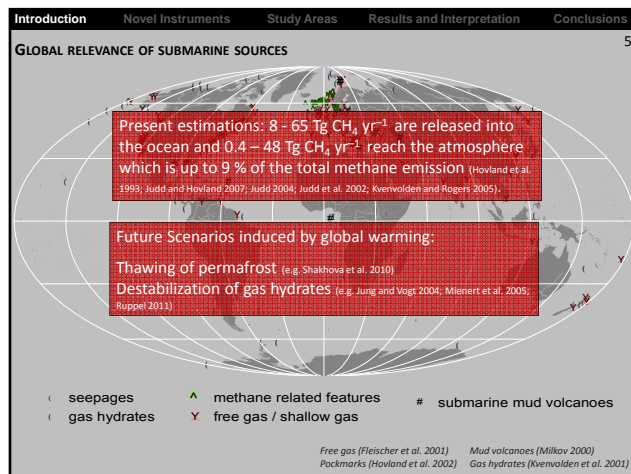 Introduction Novel Instruments Study Areas Results and Interpretation Conclusions
5
GLOBAL RELEVANCE OF SUBMARINE SOURCES
Present estimations: 8 - 65 Tg CH₄ yr⁻¹ are released into
the ocean and 0.4 – 48 Tg CH₄ yr⁻¹ reach the atmosphere
which is up to 9 % of the total methane emission (Hovland et al.
1993; Judd and Hovland 2007; Judd 2004; Judd et al. 2002; Kvenvolden and Rogers 2005).
Future Scenarios induced by global warming:
Thawing of permafrost (e.g. Shakhova et al. 2010)
Destabilization of gas hydrates (e.g. Jung and Vogt 2004; Mienert et al. 2005;
Ruppel 2011)
( seepages ^ methane related features # submarine mud volcanoes
( gas hydrates Y free gas / shallow gas
Free gas (Fleischer et al. 2001) Mud volcanoes (Milkov 2000)
Pockmarks (Hovland et al. 2002) Gas hydrates (Kvenvolden et al. 2001)